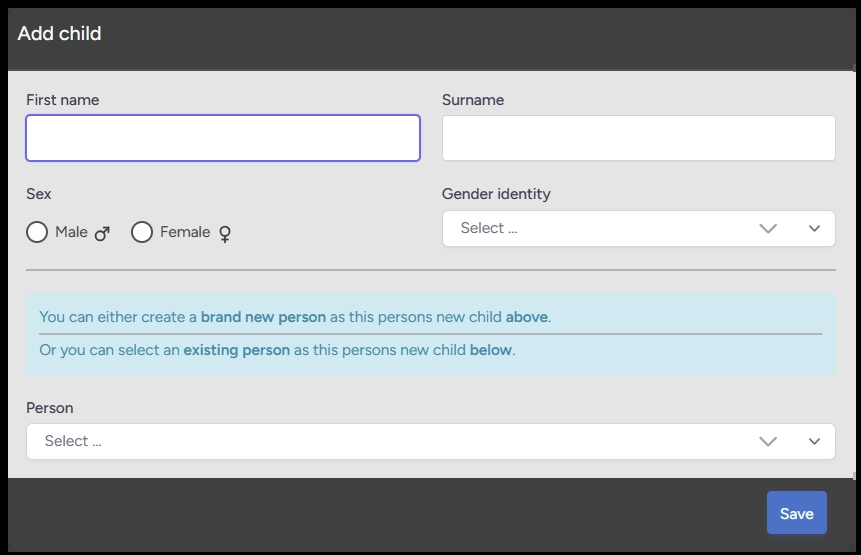 Add child
First name
Surname
Sex
Gender identity
Male ♂
Female ♀
Select ...
You can either create a brand new person as this persons new child above.
Or you can select an existing person as this persons new child below.
Person
Select ...
Save